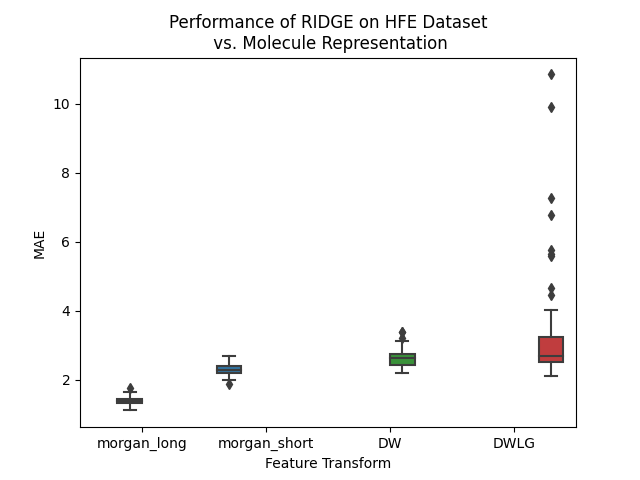 Performance of RIDGE on HFE Dataset
vs. Molecule Representation
10
8
6
4
2
MAE
morgan_long morgan_short DW DWLG
Feature Transform